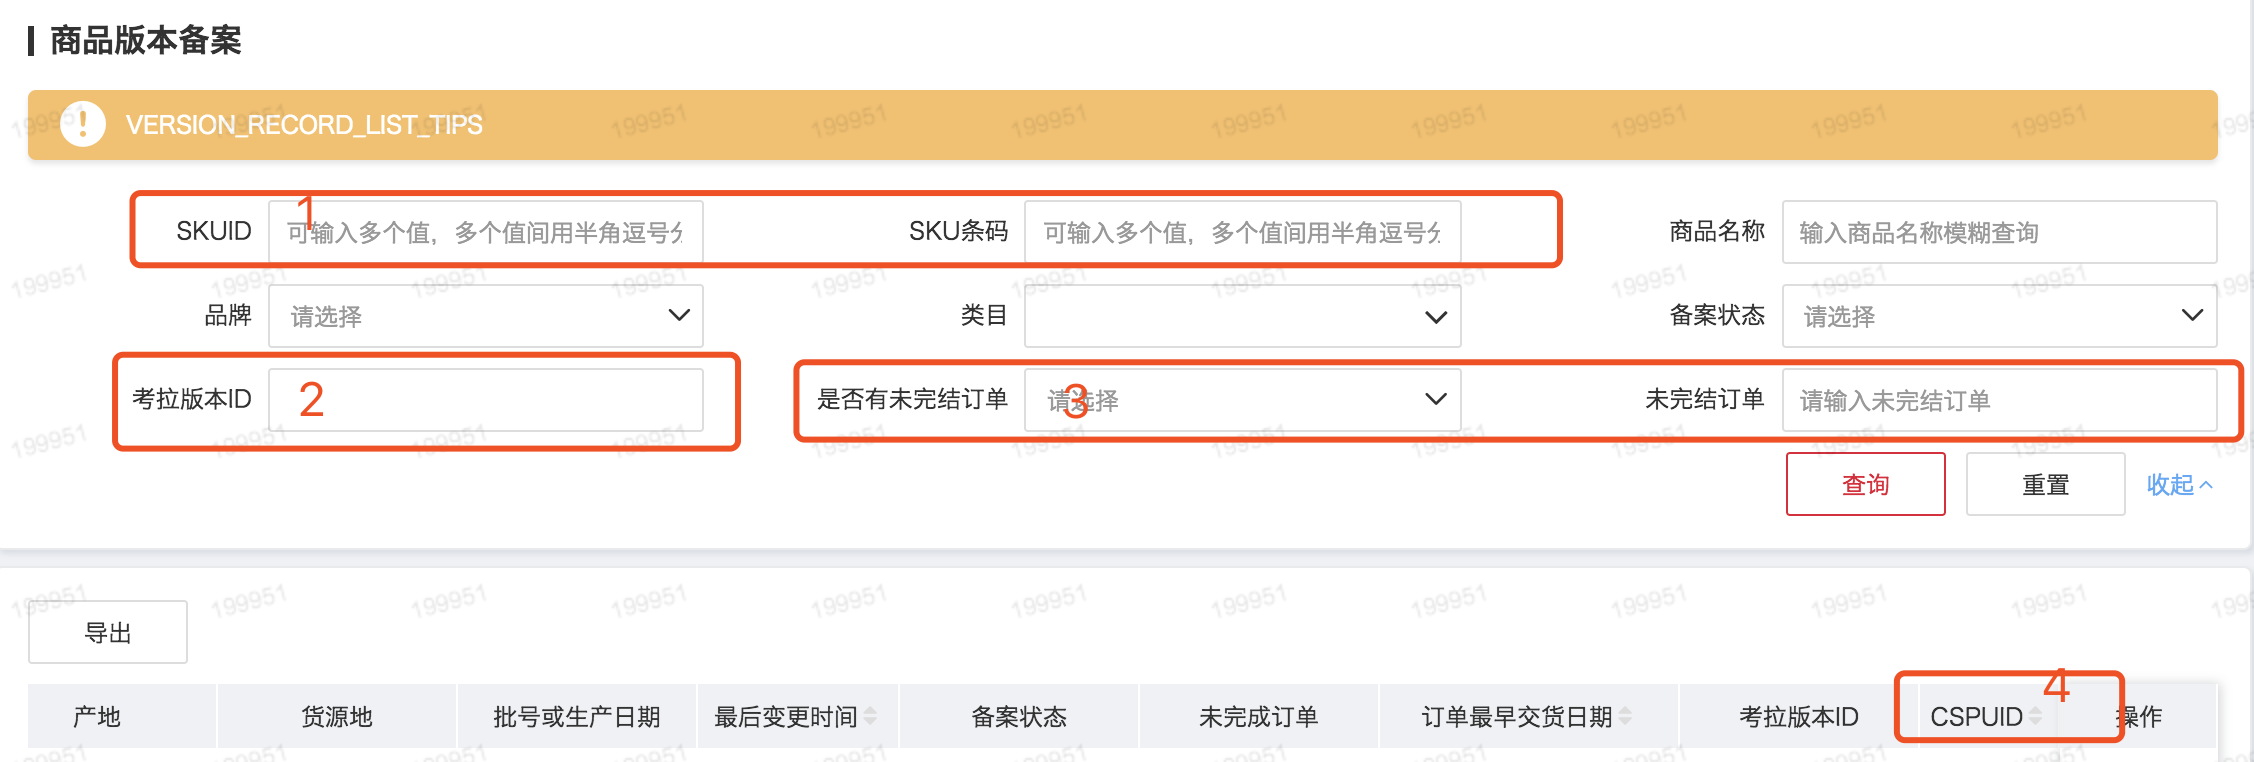 商品版本备案
VERSION_RECORD_LIST_TIPS
SKUID 可输入多个值，多个值间用半角逗号 SKU条码 可输入多个值，多个值间用半角逗号 商品名称 输入商品名称模糊查询
1
品牌 请选择 类目 备案状态 请选择
考拉版本ID 2 是否有未完结订单 请选择 3 未完结订单 请输入未完结订单
查询 重置 收起
导出
4
产地 货源地 批号或生产日期 最后变更时间 备案状态 未完成订单 订单最早交货日期 考拉版本ID CSPUID 操作
199951